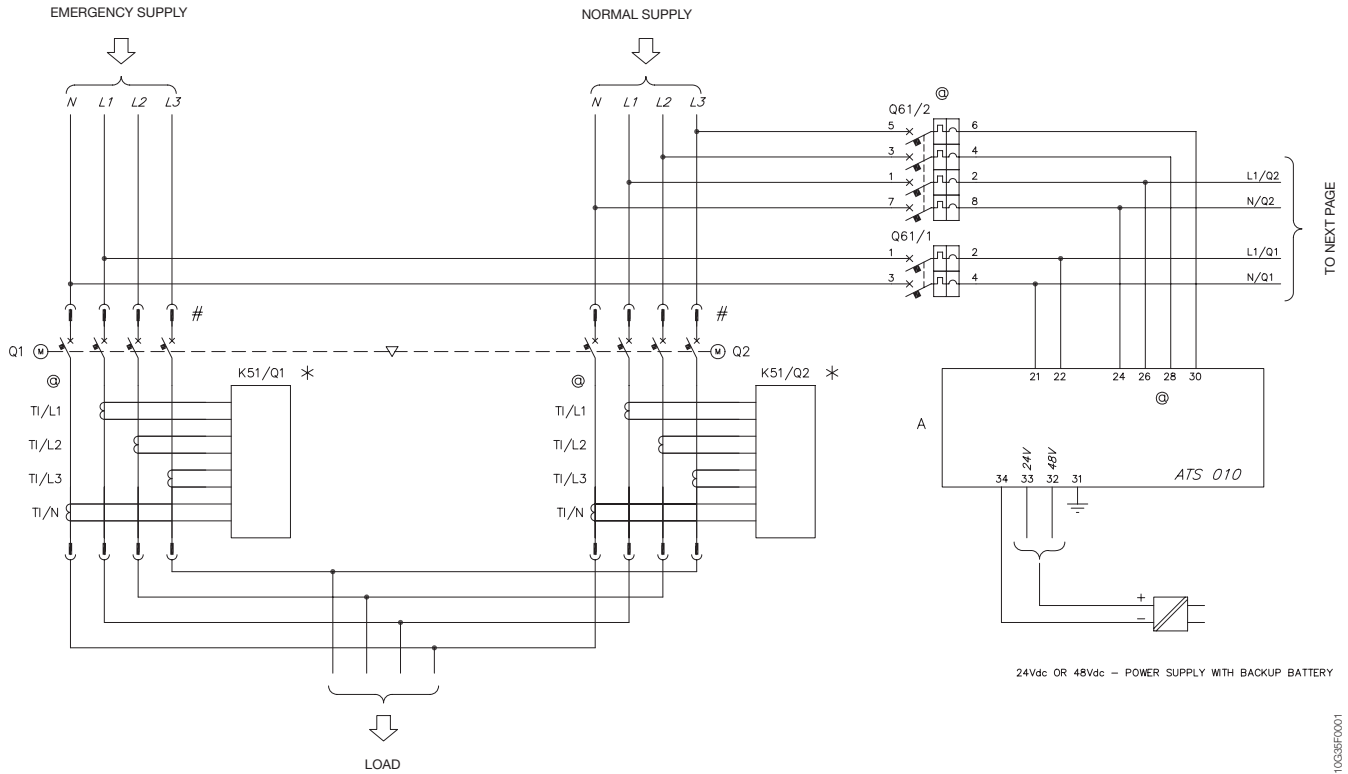 EMERGENCY SUPPLY
NORMAL SUPPLY
N L1 L2 L3
N L1 L2 L3
@
Q61/2
5 6
3 4
1 2 L1/Q2
7 8 N/Q2
Q61/1
1 2 L1/Q1
3 4 N/Q1
TO NEXT PAGE
# #
Q1 M M Q2
@ K51/Q1 * @ K51/Q2 *
21 22 24 26 28 30
@
TI/L1 TI/L1
A
TI/L2 TI/L2
TI/L3 TI/L3
24V 48V
ATS 010
34 33 32 31
TI/N TI/N
+
-
24Vdc OR 48Vdc – POWER SUPPLY WITH BACKUP BATTERY
LOAD
10G35F0001